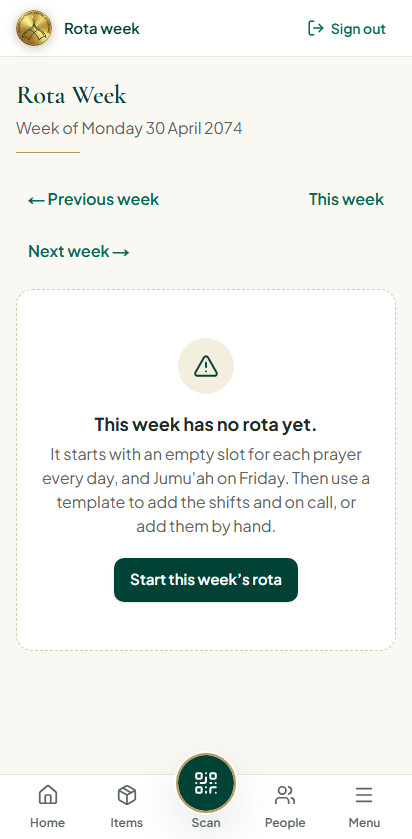 Rota week
Sign out
Rota Week
Week of Monday 30 April 2074
← Previous week
This week
Next week →
This week has no rota yet.
It starts with an empty slot for each prayer
every day, and Jumu'ah on Friday. Then use a
template to add the shifts and on call, or
add them by hand.
Start this week’s rota
Home
Items
Scan
People
Menu